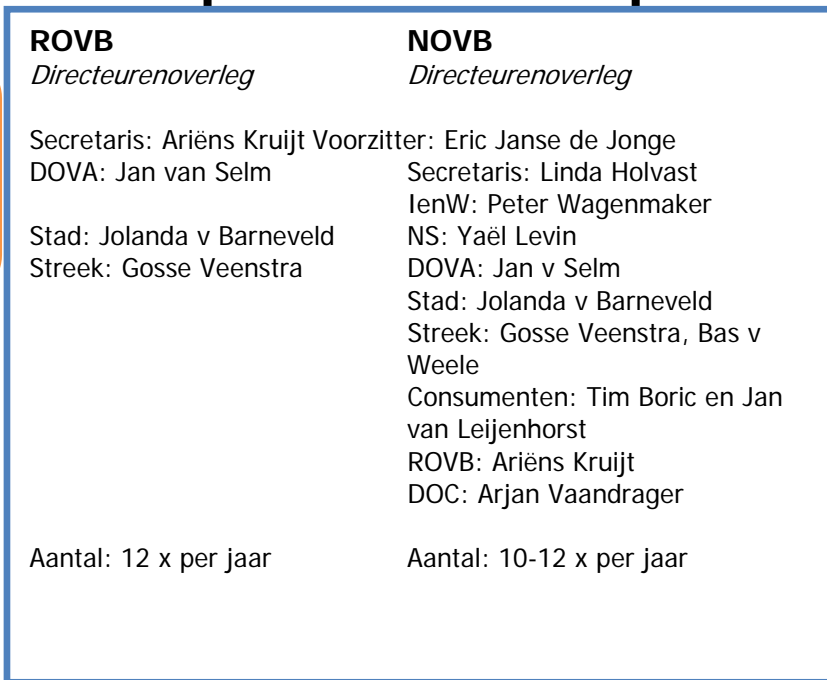 ROVB NOVB
Directeurenoverleg Directeurenoverleg
Secretaris: Ariëns Kruijt Voorzitter: Eric Janse de Jonge
DOVA: Jan van Selm Secretaris: Linda Holvast
IenW: Peter Wagenmaker
Stad: Jolanda v Barneveld NS: Yaël Levin
Streek: Gosse Veenstra DOVA: Jan v Selm
Stad: Jolanda v Barneveld
Streek: Gosse Veenstra, Bas v
Weele
Consumenten: Tim Boric en Jan
van Leijenhorst
ROVB: Ariëns Kruijt
DOC: Arjan Vaandrager
Aantal: 12 x per jaar Aantal: 10-12 x per jaar